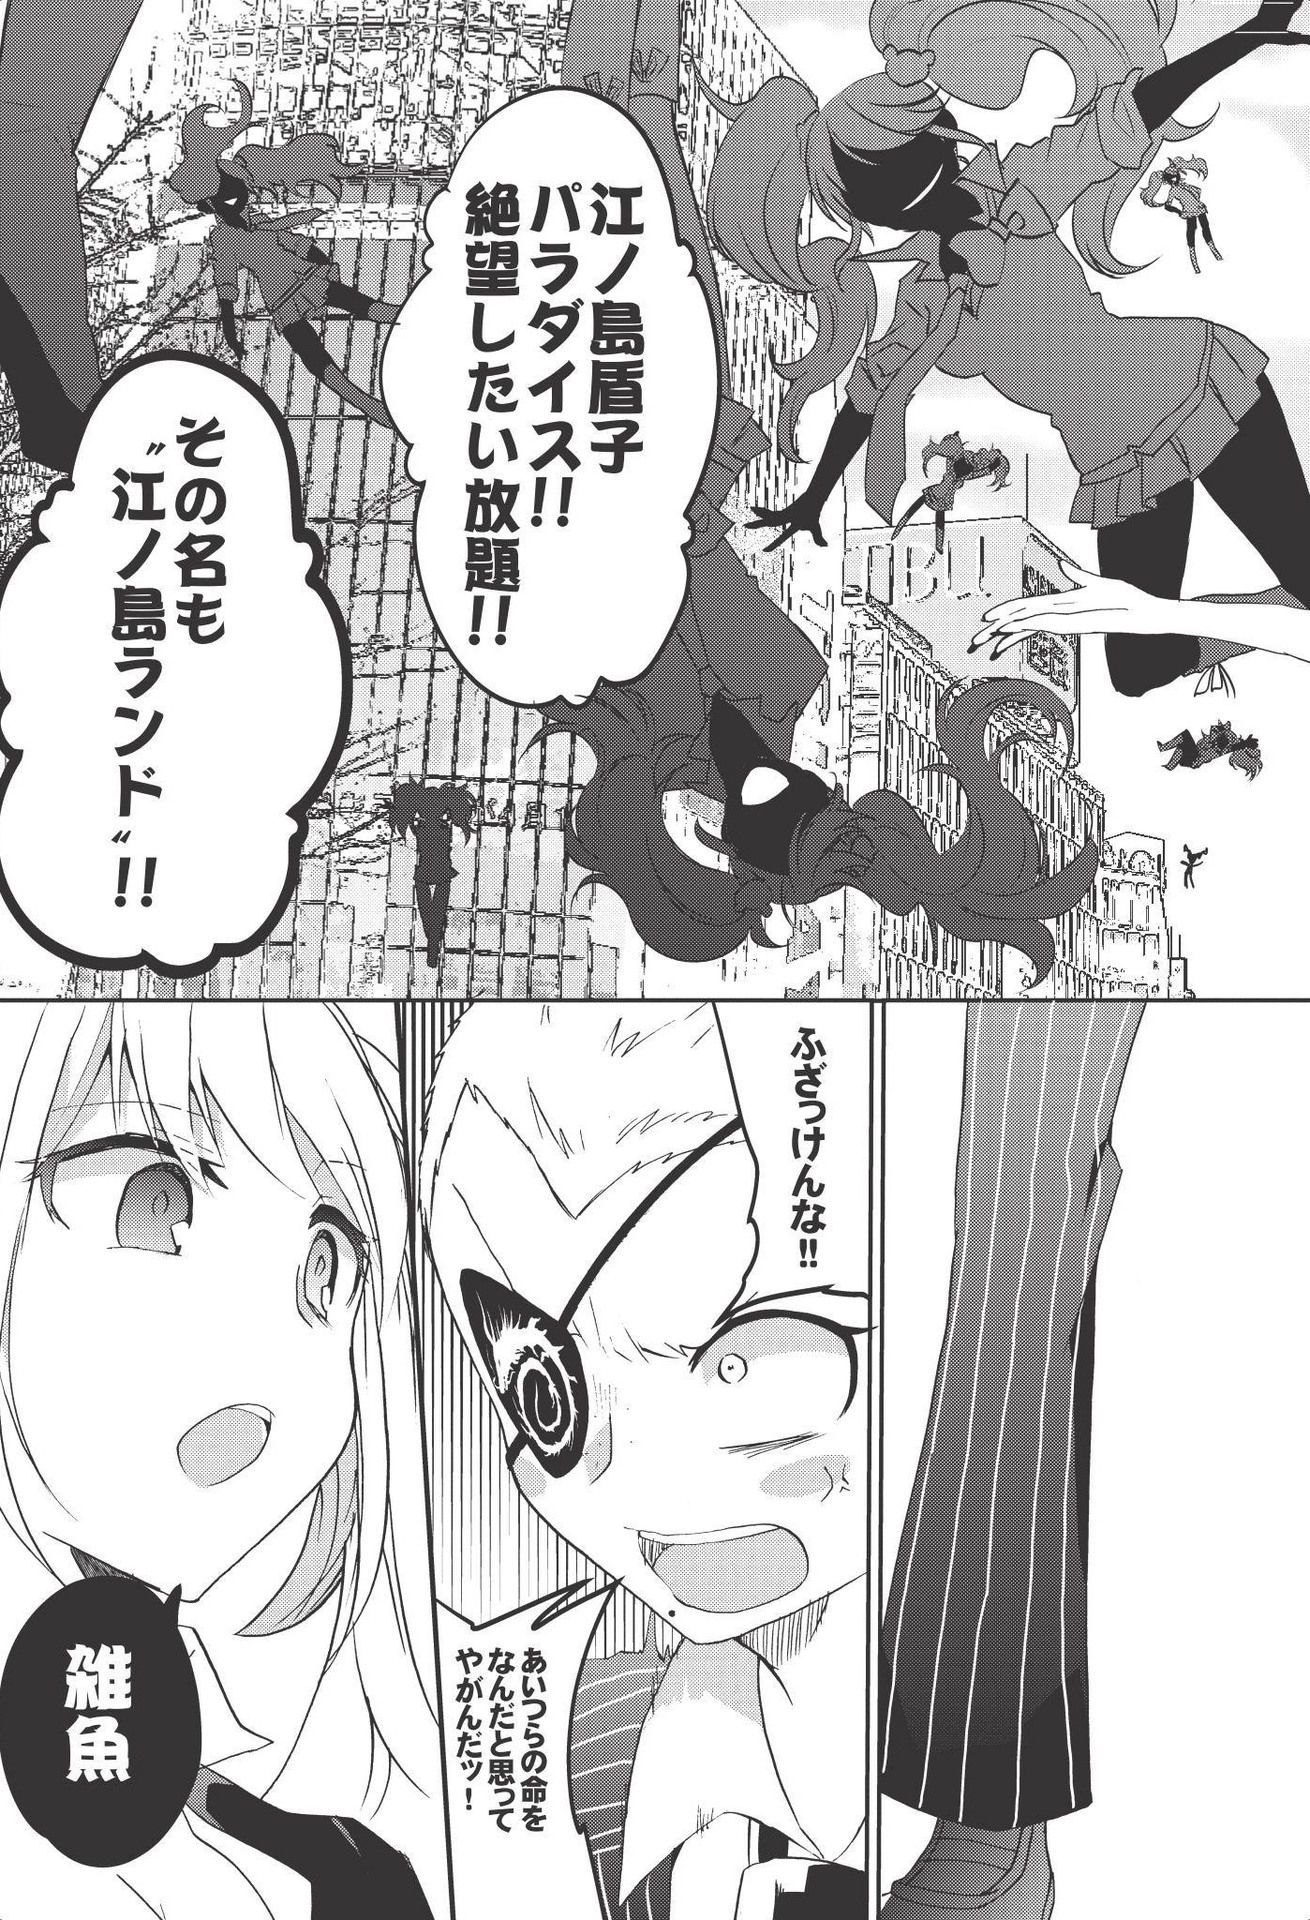 江ノ島盾子
パラダイス!!
絶望したい放題!!
その名も
〝江ノ島ランド〟!!
ふざっけんな!!
あいつらの命を
なんだと思って
やがんだッ!
雑魚